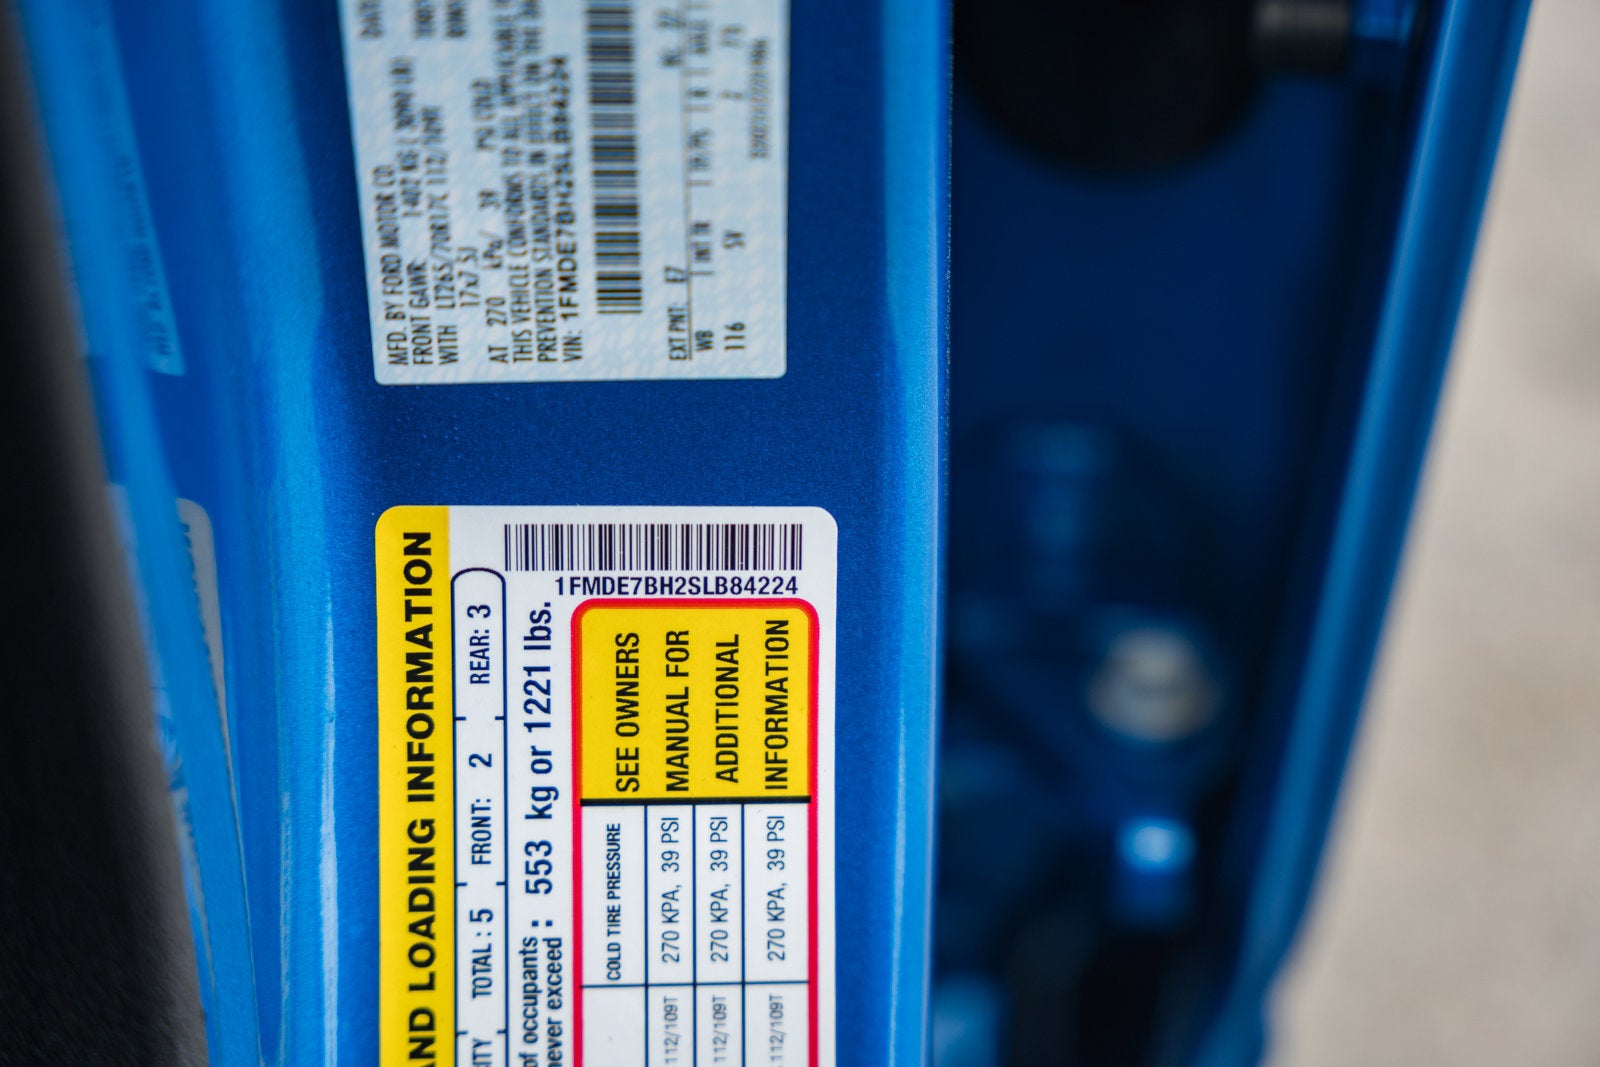 MFD. BY FORD MOTOR CO.
FRONT GAWR: 1402 KG ( 3090 LB)
WITH LT265/70R17C 112/109T
17x7.5J
AT 270 kPa/ 39 PSI COLD
THIS VEHICLE CONFORMS TO ALL APPLICABLE
PREVENTION STANDARDS IN EFFECT ON THE
VIN: 1FMDE7BH2SLB84224
EXT PNT: E7
WB
INT TR
116
SV
AND LOADING INFORMATION
CITY TOTAL : 5 FRONT: 2 REAR: 3
of occupants
never exceed : 553 kg or 1221 lbs.
1FMDE7BH2SLB84224
COLD TIRE PRESSURE
112/109T 270 KPA, 39 PSI
112/109T 270 KPA, 39 PSI
112/109T 270 KPA, 39 PSI
SEE OWNERS
MANUAL FOR
ADDITIONAL
INFORMATION